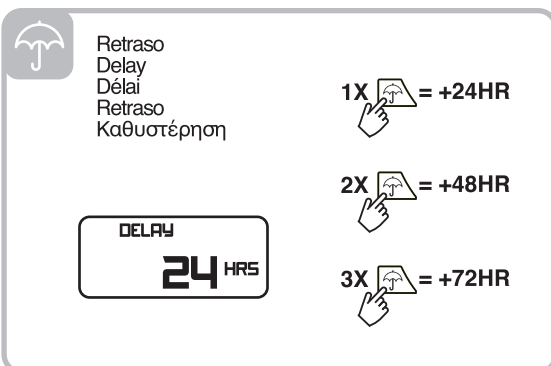 Retraso
Delay
Délai
Retraso
Καθυστέρηση
1X = +24HR
2X = +48HR
3X = +72HR
DELAY
24 HRS